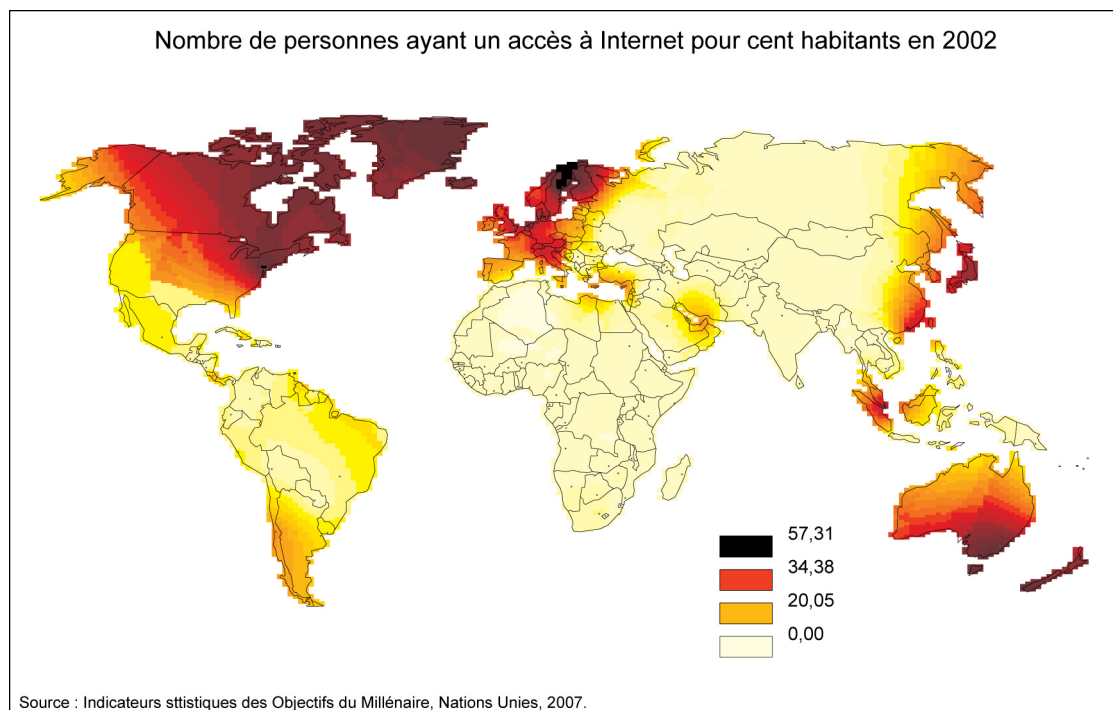 Nombre de personnes ayant un accès à Internet pour cent habitants en 2002
57,31
34,38
20,05
0,00
Source : Indicateurs sttistiques des Objectifs du Millénaire, Nations Unies, 2007.